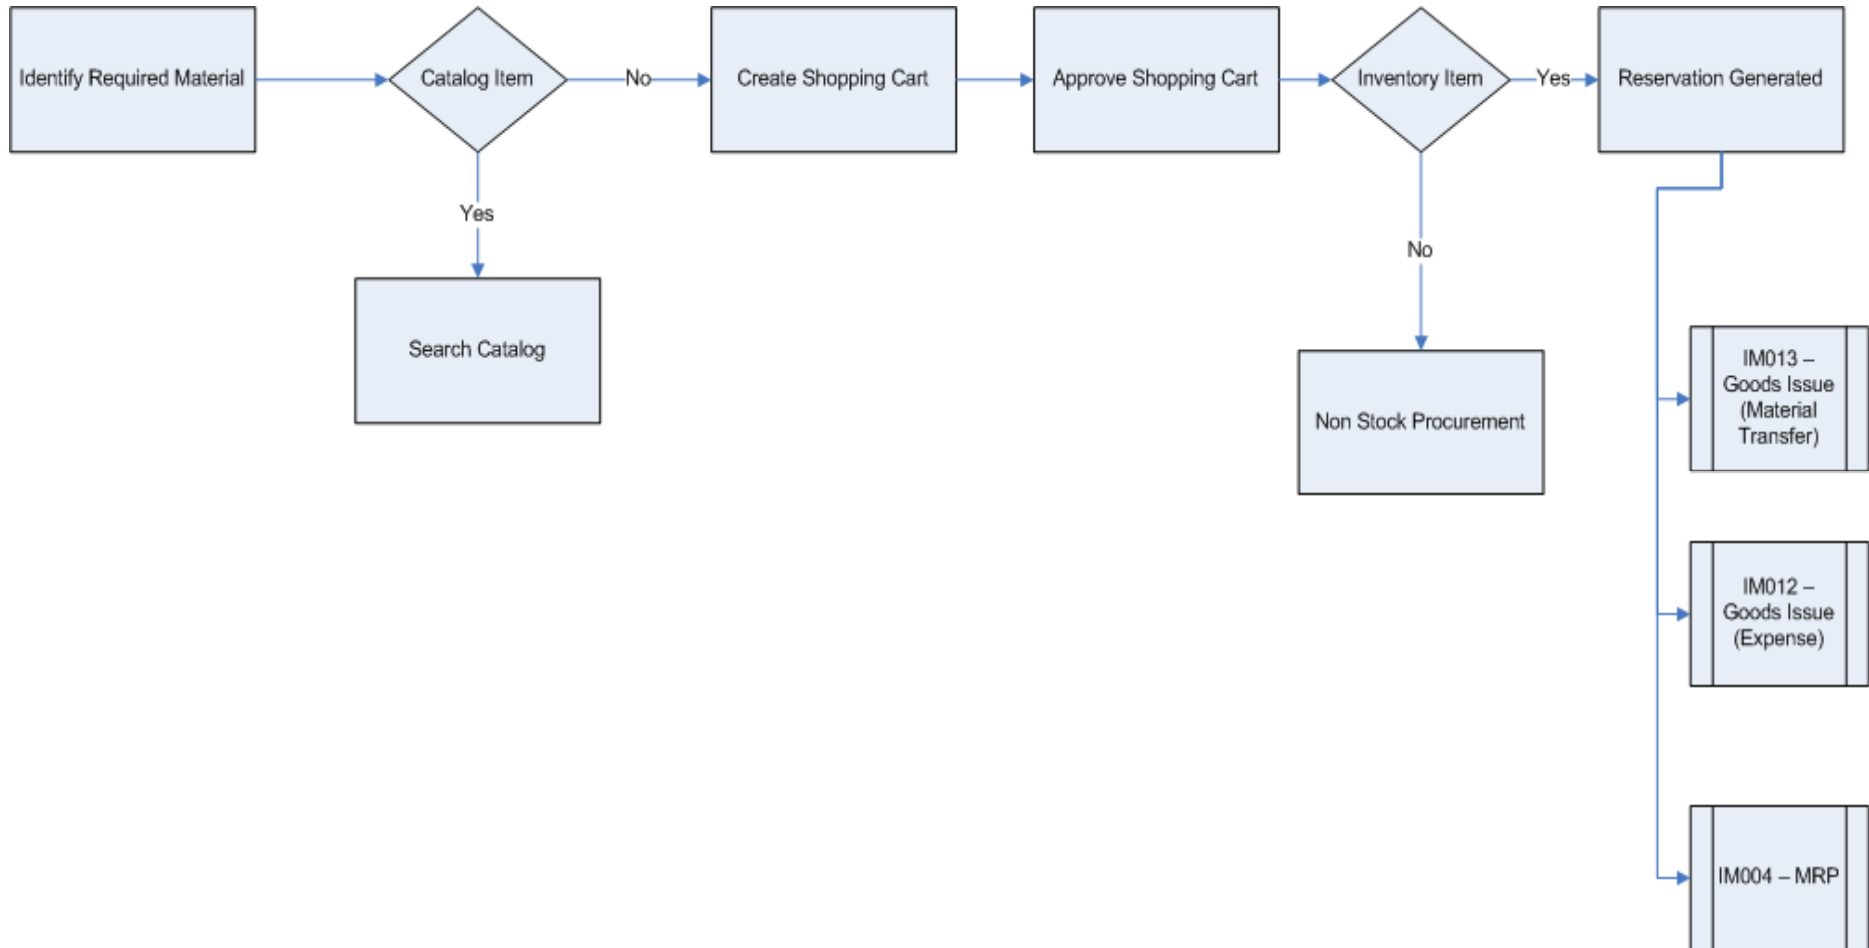 Identify Required Material
Catalog Item
No
Create Shopping Cart
Approve Shopping Cart
Inventory Item
Yes
Reservation Generated
Yes
No
Search Catalog
Non Stock Procurement
IM013 –
Goods Issue
(Material
Transfer)
IM012 –
Goods Issue
(Expense)
IM004 – MRP